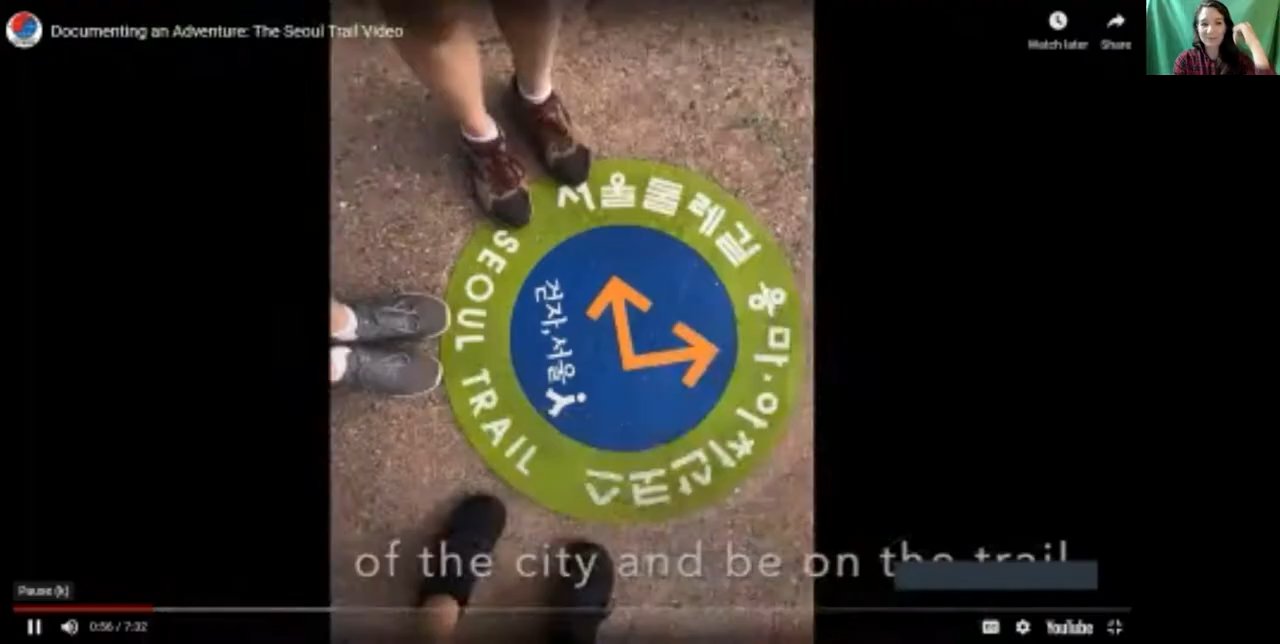 Documenting an Adventure: The Seoul Trail Video
Watch later
Share
서울둘레길 용마·아차산코스
SEOUL TRAIL
걷자,서울
of the city and be on the trail
Pause (k)
0:56 / 7:32
CC
YouTube